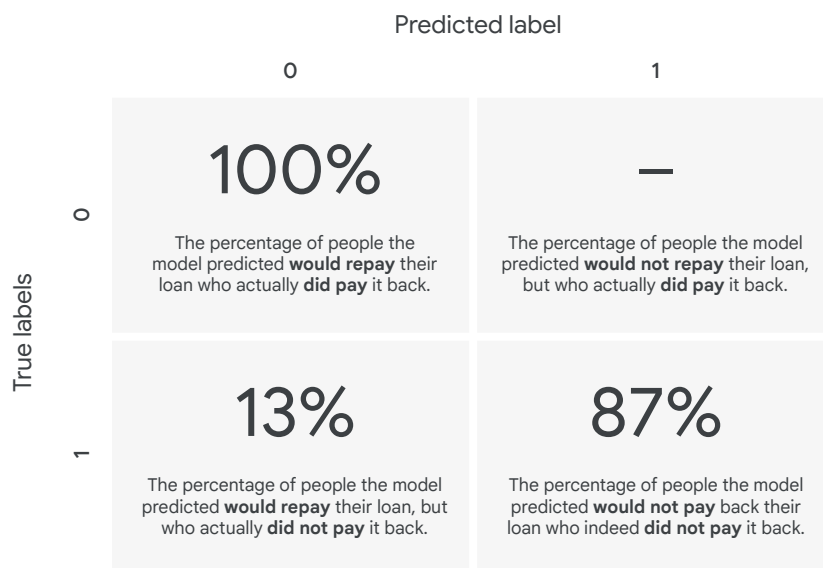 Predicted label
0
1
True labels
0
100%
The percentage of people the
model predicted would repay their
loan who actually did pay it back.
–
The percentage of people the model
predicted would not repay their loan,
but who actually did pay it back.
1
13%
The percentage of people the model
predicted would repay their loan, but
who actually did not pay it back.
87%
The percentage of people the model
predicted would not pay back their
loan who indeed did not pay it back.